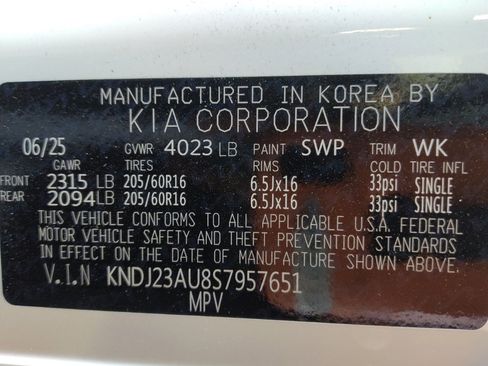 MANUFACTURED IN KOREA BY
KIA CORPORATION
06/25 GVWR 4023 LB PAINT SWP TRIM WK
GAWR TIRES RIMS COLD TIRE INFL
FRONT 2315 LB 205/60R16 6.5Jx16 33psi SINGLE
REAR 2094 LB 205/60R16 6.5Jx16 33psi SINGLE
THIS VEHICLE CONFORMS TO ALL APPLICABLE U.S.A. FEDERAL
MOTOR VEHICLE SAFETY AND THEFT PREVENTION STANDARDS
IN EFFECT ON THE DATE OF MANUFACTURE SHOWN ABOVE.
V.I.N KNDJ23AU8S7957651
MPV